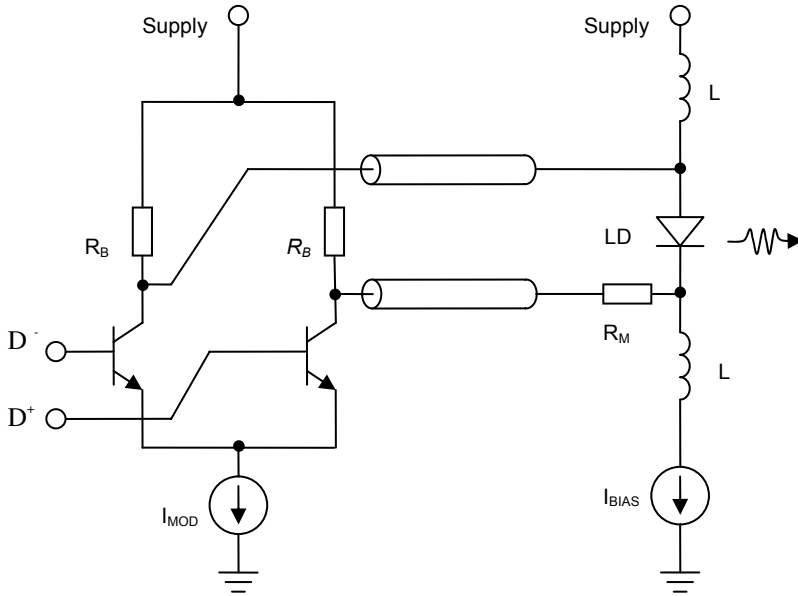 Supply
Supply
L
R_B
R_B
LD
R_M
D -
D+
L
I_MOD
I_BIAS